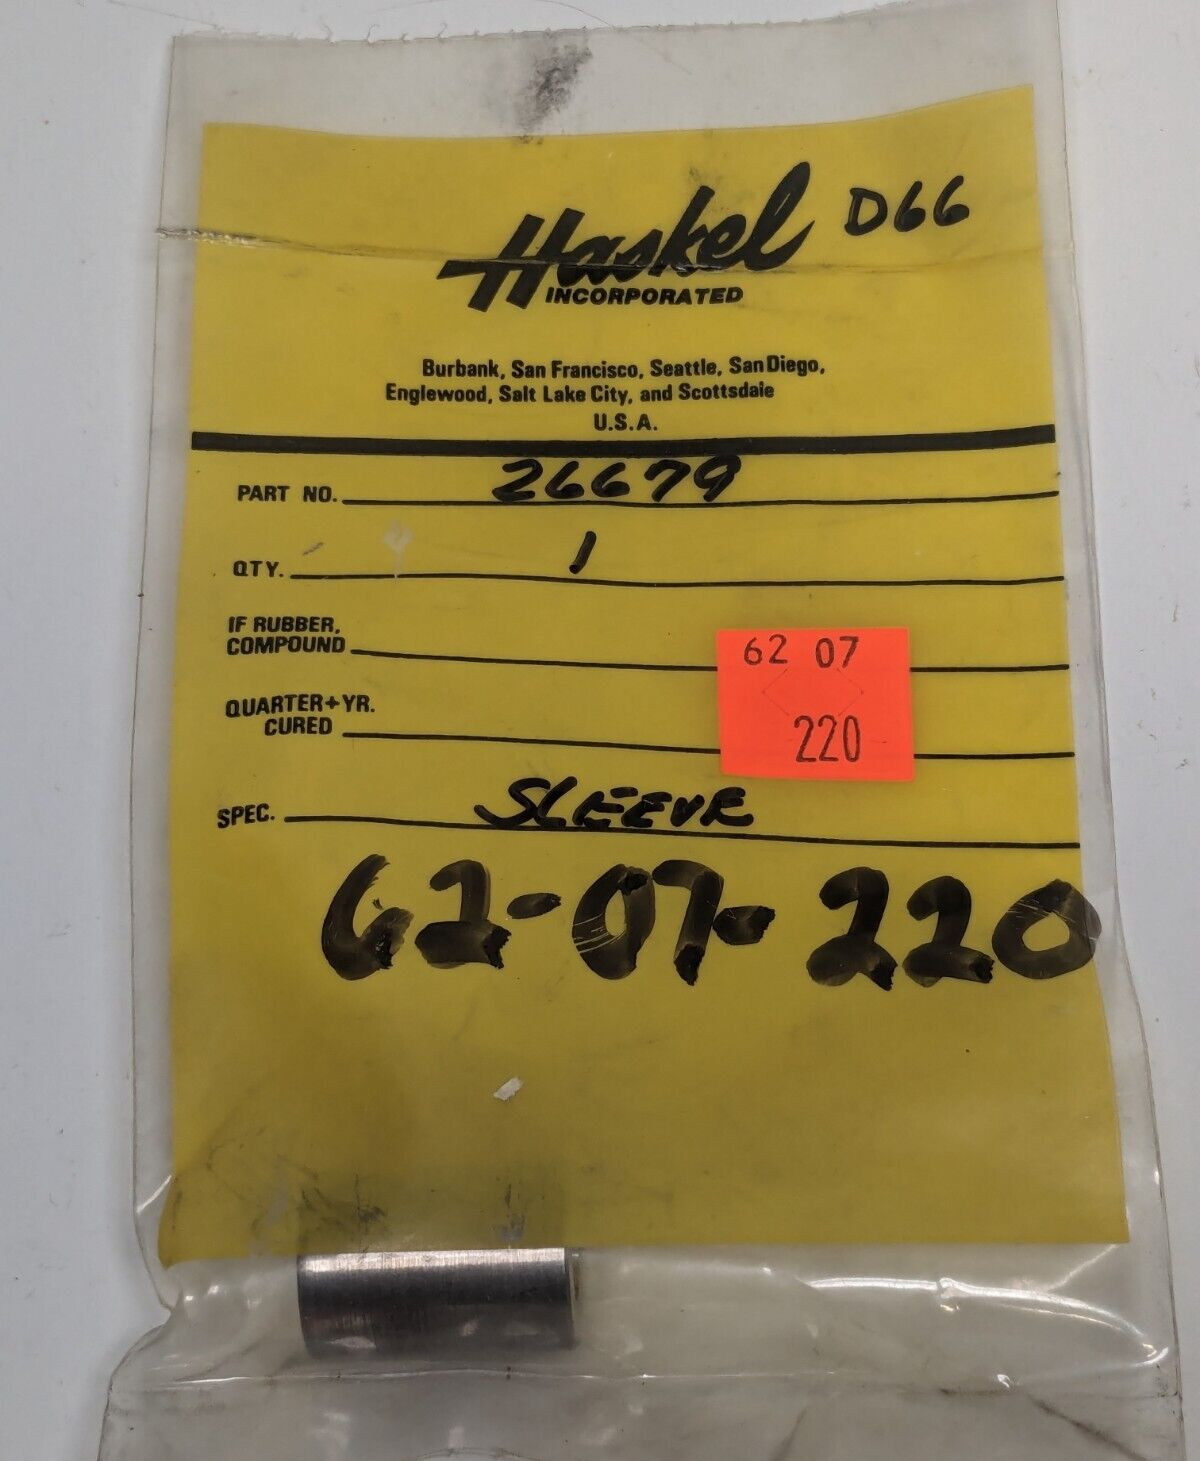 Haskel D66
INCORPORATED
Burbank, San Francisco, Seattle, San Diego,
Englewood, Salt Lake City, and Scottsdale
U.S.A.
PART NO. 26679
QTY. 1
IF RUBBER,
COMPOUND
62 07
220
QUARTER+YR.
CURED
SPEC. SLEEVE
62-07-220